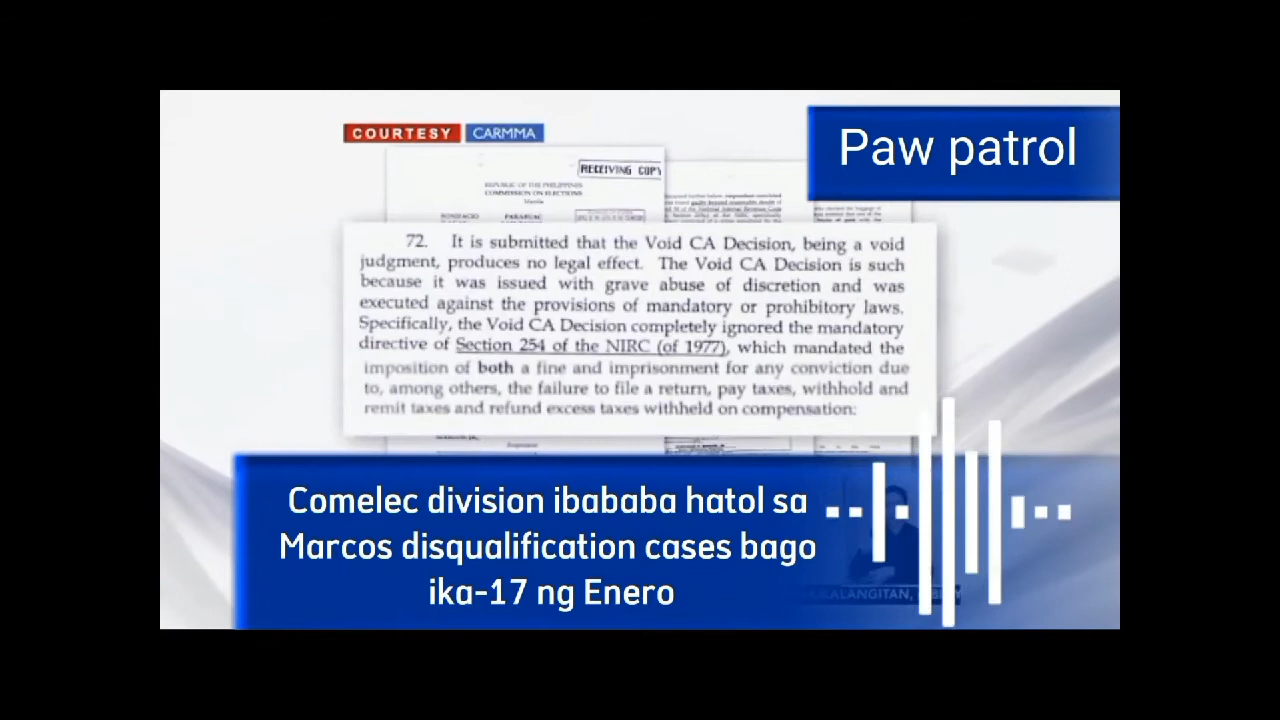 COURTESY CARMMA
Paw patrol
RECEIVING COPY
REPUBLIC OF THE PHILIPPINES
COMMISSION ON ELECTIONS
Manila
72. It is submitted that the Void CA Decision, being a void
judgment, produces no legal effect. The Void CA Decision is such
because it was issued with grave abuse of discretion and was
executed against the provisions of mandatory or prohibitory laws.
Specifically, the Void CA Decision completely ignored the mandatory
directive of Section 254 of the NIRC (of 1977), which mandated the
imposition of both a fine and imprisonment for any conviction due
to, among others, the failure to file a return, pay taxes, withhold and
remit taxes and refund excess taxes withheld on compensation:
Comelec division ibababa hatol sa
Marcos disqualification cases bago
ika-17 ng Enero